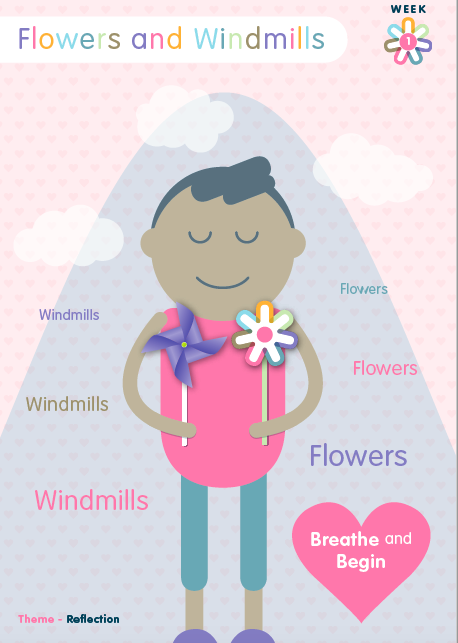 WEEK
1
Flowers and Windmills
Flowers
Windmills
Flowers
Windmills
Flowers
Windmills
Breathe and
Begin
Theme - Reflection